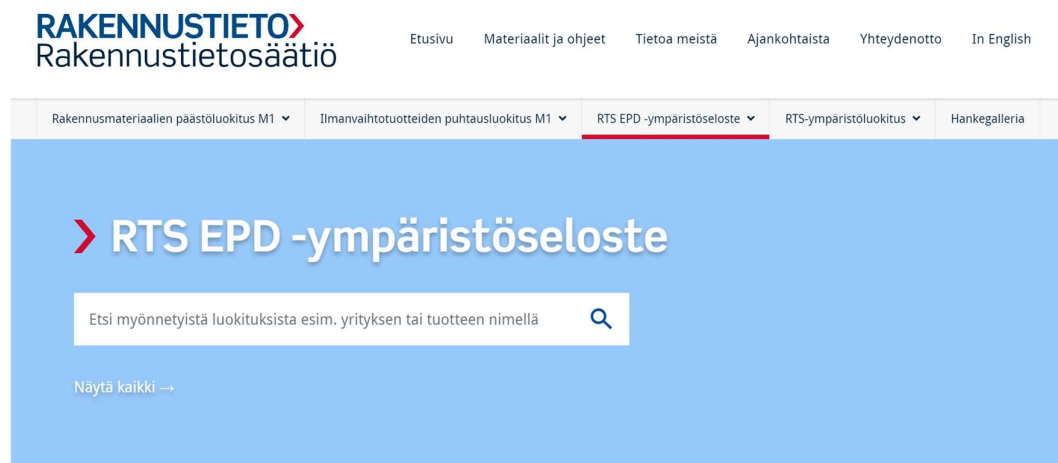 RAKENNUSTIETO
Rakennustietosäätiö
Etusivu Materiaalit ja ohjeet Tietoa meistä Ajankohtaista Yhteydenotto In English
Rakennusmateriaalien päästöluokitus M1 Ilmanvaihtotuotteiden puhtausluokitus M1 RTS EPD -ympäristöseloste RTS-ympäristöluokitus Hankegalleria
RTS EPD -ympäristöseloste
Etsi myönnetyistä luokituksista esim. yrityksen tai tuotteen nimellä
Näytä kaikki →